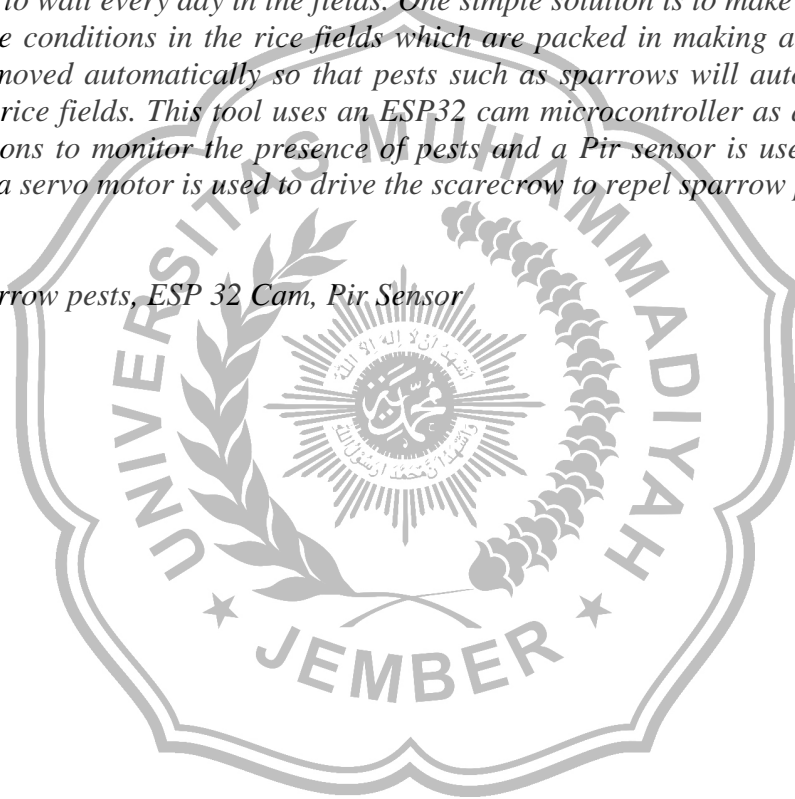 to wait every day in the fields. One simple solution is to make
e conditions in the rice fields which are packed in making a
moved automatically so that pests such as sparrows will auto
rice fields. This tool uses an ESP32 cam microcontroller as a
ons to monitor the presence of pests and a Pir sensor is use
a servo motor is used to drive the scarecrow to repel sparrow p
rrow pests, ESP 32 Cam, Pir Sensor
UNIVERSITAS MUHAMMADIYAH
JEMBER